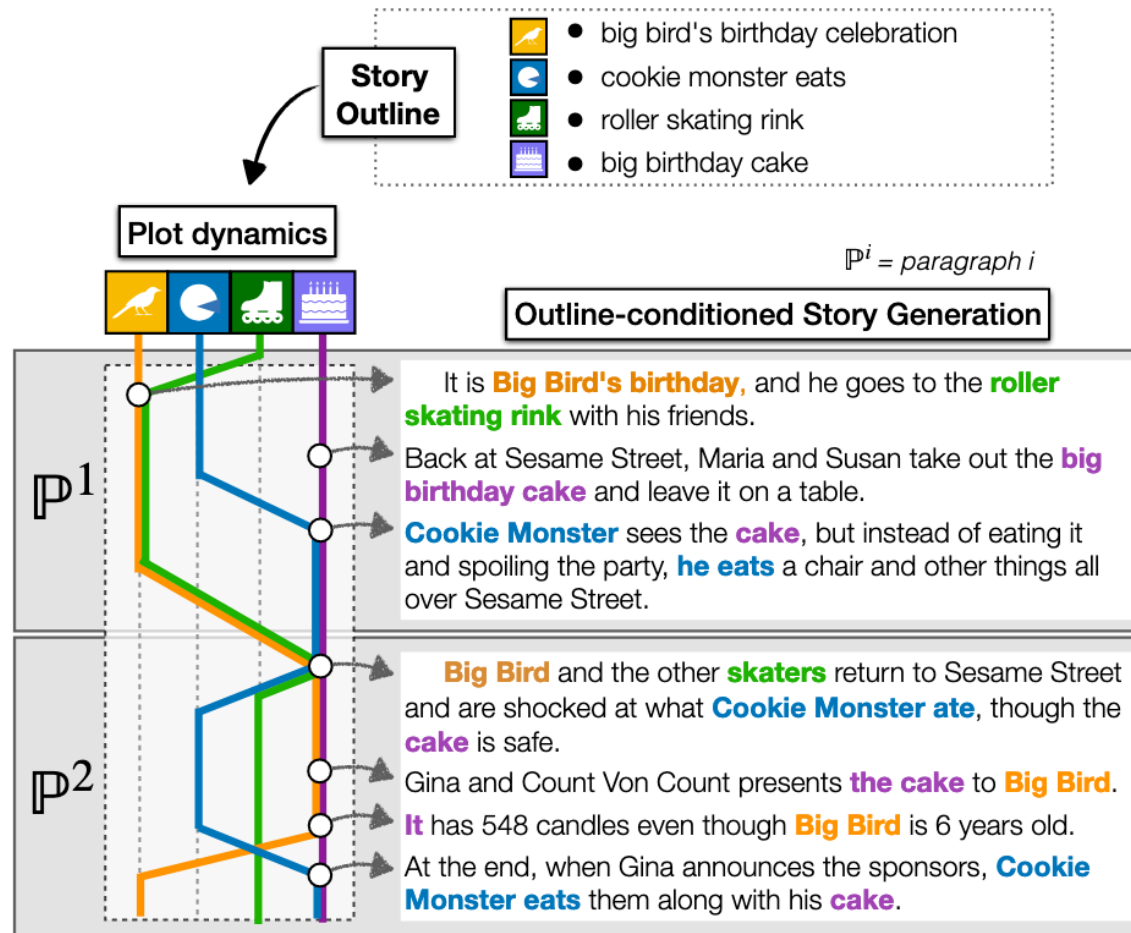 • big bird's birthday celebration
• cookie monster eats
• roller skating rink
• big birthday cake
Story
Outline
Plot dynamics
ℙⁱ = paragraph i
Outline-conditioned Story Generation
ℙ¹
It is Big Bird's birthday, and he goes to the roller
skating rink with his friends.
Back at Sesame Street, Maria and Susan take out the big
birthday cake and leave it on a table.
Cookie Monster sees the cake, but instead of eating it
and spoiling the party, he eats a chair and other things all
over Sesame Street.
ℙ²
Big Bird and the other skaters return to Sesame Street
and are shocked at what Cookie Monster ate, though the
cake is safe.
Gina and Count Von Count presents the cake to Big Bird.
It has 548 candles even though Big Bird is 6 years old.
At the end, when Gina announces the sponsors, Cookie
Monster eats them along with his cake.